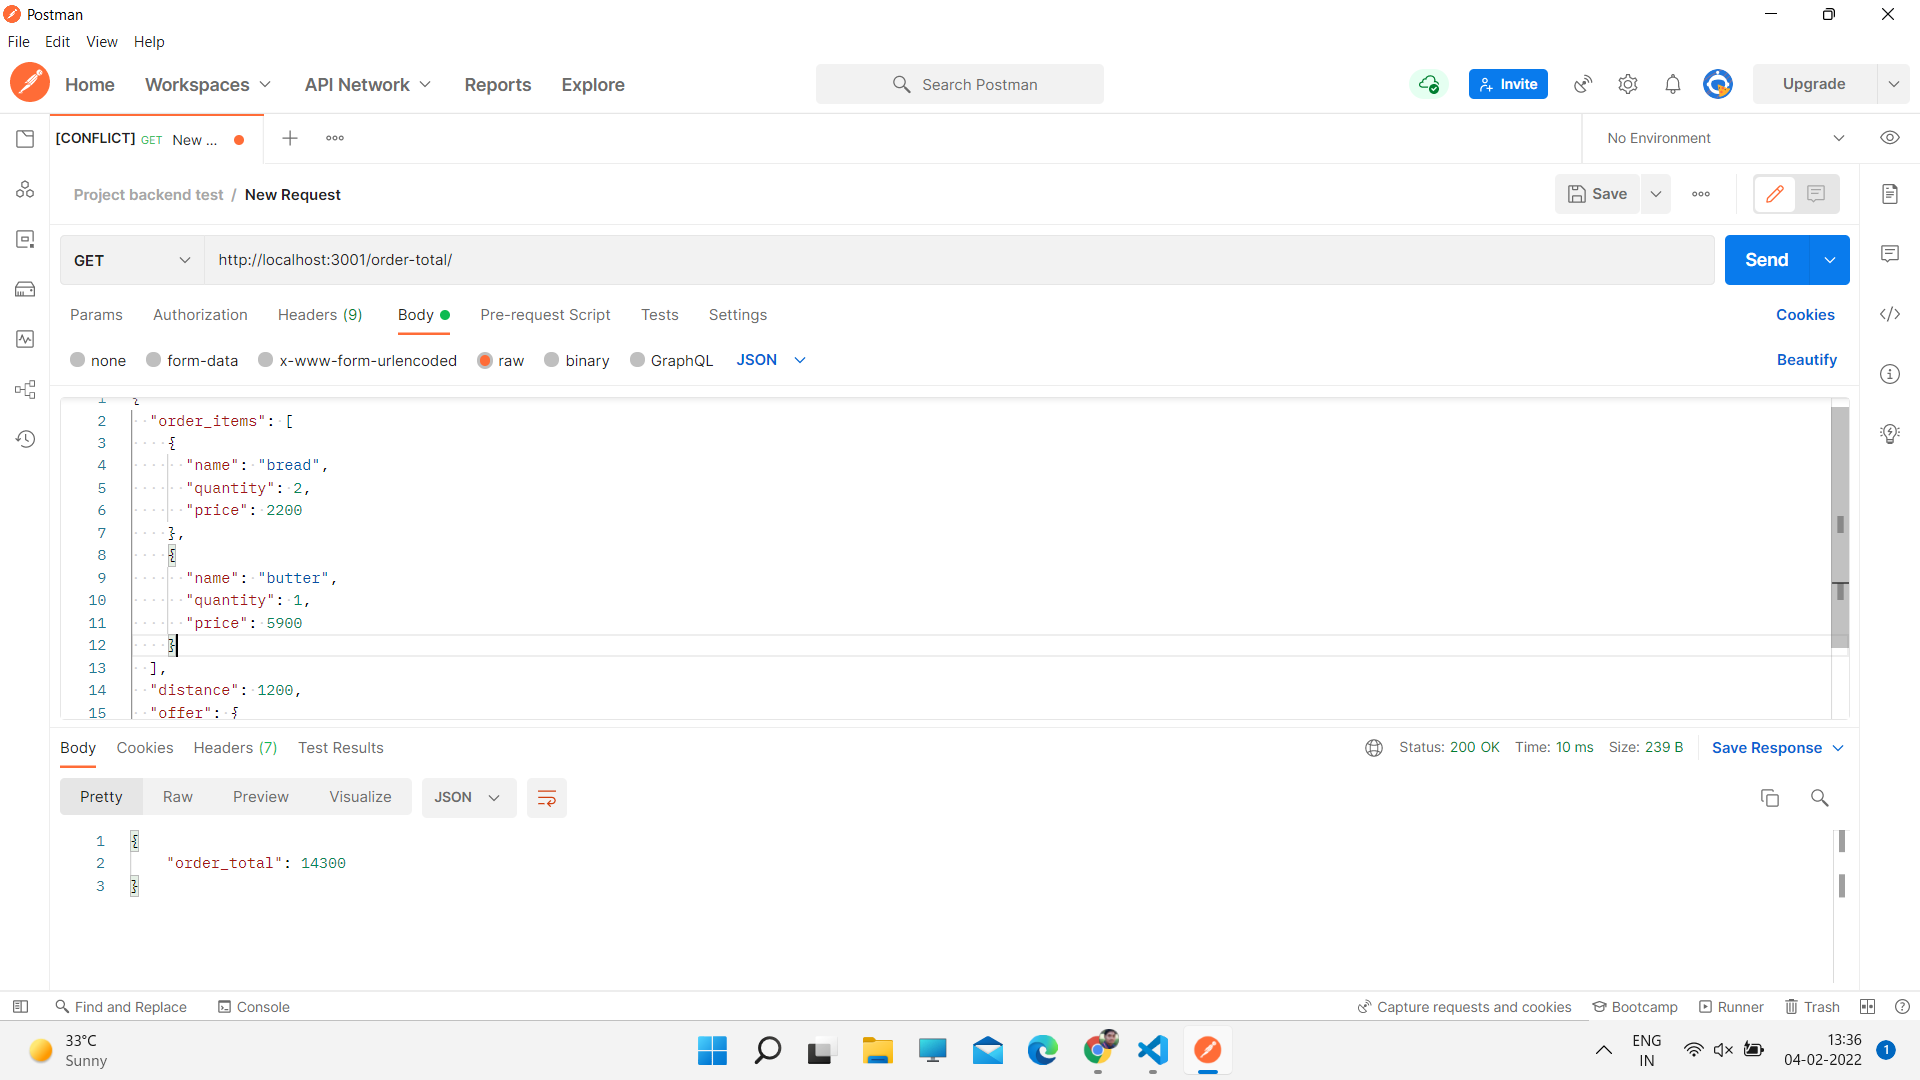 Postman
File Edit View Help
Home Workspaces API Network Reports Explore Search Postman Invite Upgrade
[CONFLICT] GET New ... No Environment
Project backend test / New Request Save
GET http://localhost:3001/order-total/ Send
Params Authorization Headers (9) Body Pre-request Script Tests Settings Cookies
none form-data x-www-form-urlencoded raw binary GraphQL JSON Beautify
1 {
2 "order_items": [
3 {
4 "name": "bread",
5 "quantity": 2,
6 "price": 2200
7 },
8 {
9 "name": "butter",
10 "quantity": 1,
11 "price": 5900
12 }
13 ],
14 "distance": 1200,
15 "offer": {
Body Cookies Headers (7) Test Results Status: 200 OK Time: 10 ms Size: 239 B Save Response
Pretty Raw Preview Visualize JSON
1 {
2 "order_total": 14300
3 }
Find and Replace Console Capture requests and cookies Bootcamp Runner Trash
33°C
Sunny
ENG
IN
13:36
04-02-2022
1